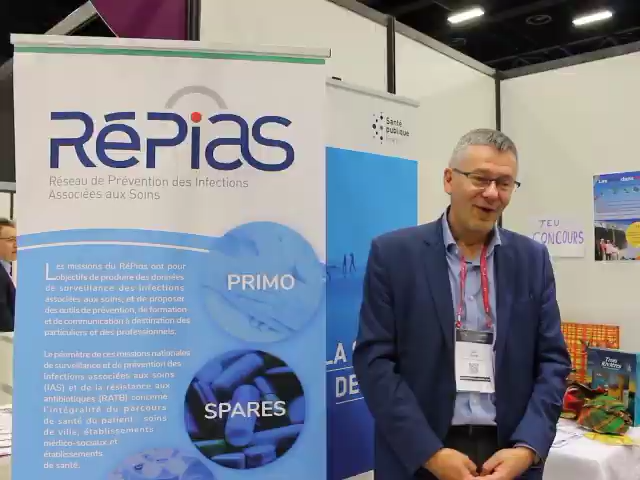 RéPiaS
Réseau de Prévention des Infections
Associées aux Soins
Les missions du RéPias ont pour
objectifs de produire des données
de surveillance des infections
associées aux soins, et de proposer
des outils de prévention, de formation
et de communication à destination des
particuliers et des professionnels.
PRIMO
Le périmètre de ces missions nationales
de surveillance et de prévention des
infections associées aux soins
(IAS) et de la résistance aux
antibiotiques (RATB) concerne
l'intégralité du parcours
de santé du patient : soins
de ville, établissements
médico-sociaux et
établissements
de santé.
SPARES
Santé
publique
LA
DE
TEU
CONCOURS